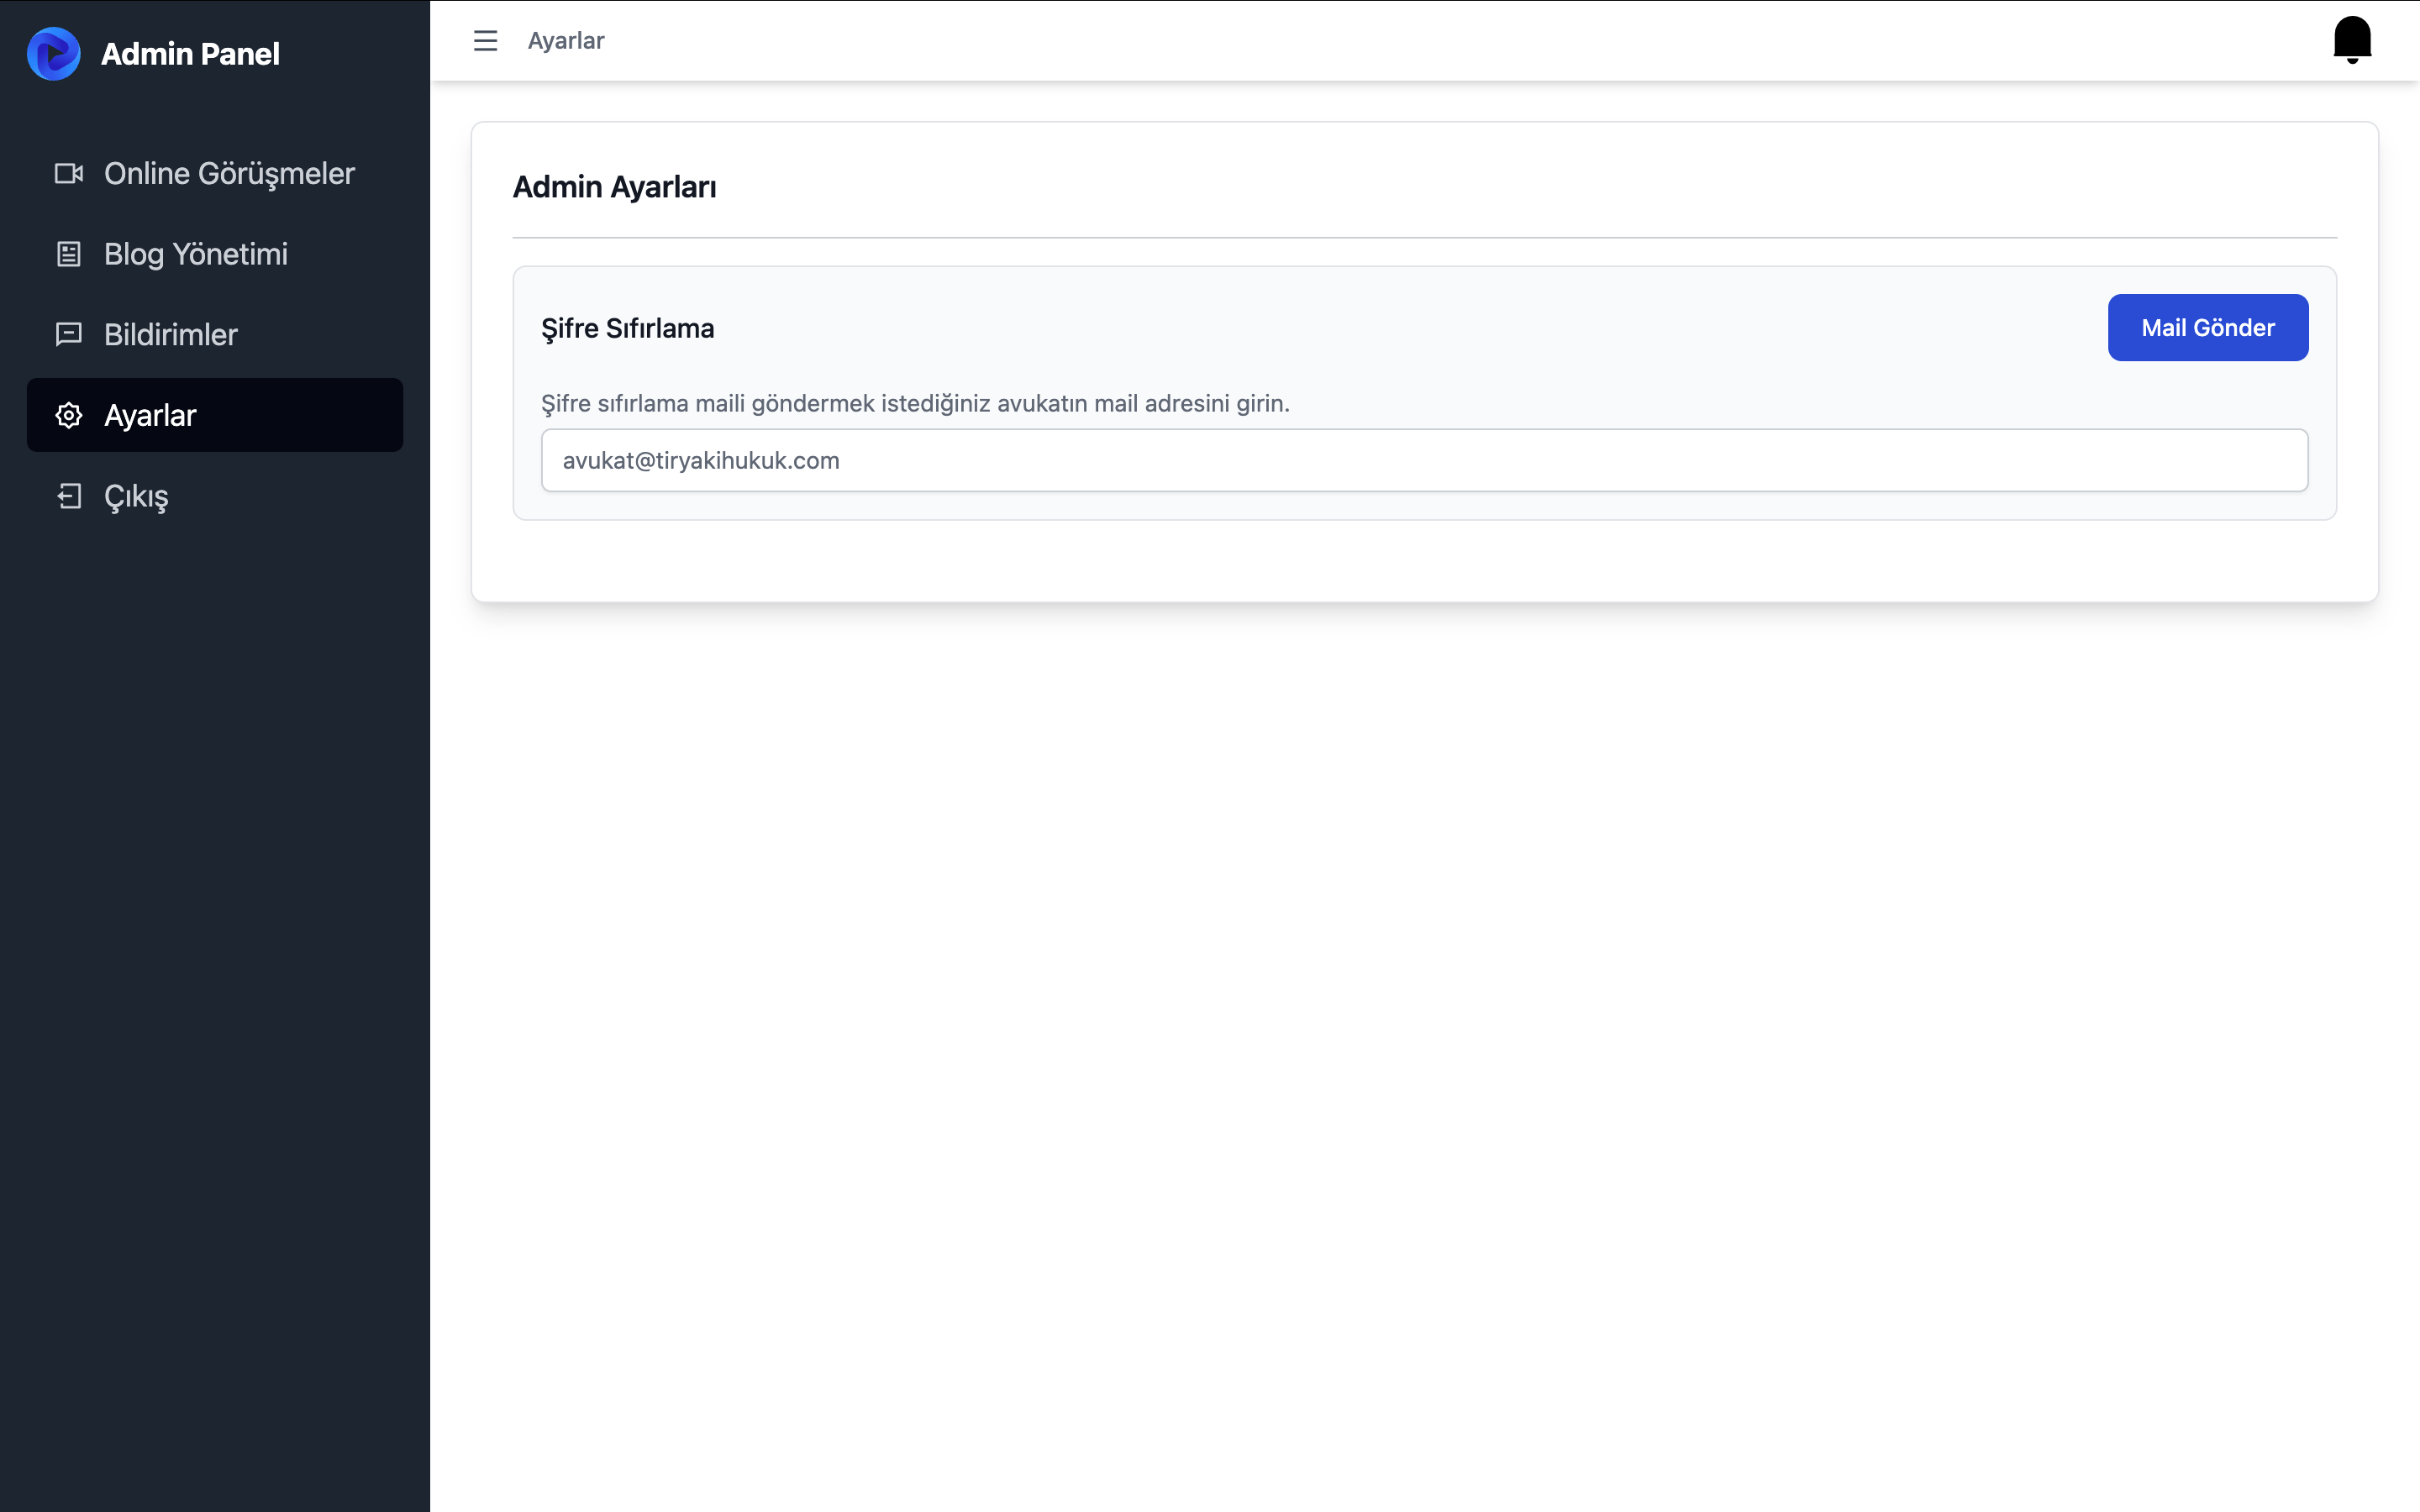 Admin Panel
Online Görüşmeler
Blog Yönetimi
Bildirimler
Ayarlar
Çıkış
Ayarlar
Admin Ayarları
Şifre Sıfırlama
Mail Gönder
Şifre sıfırlama maili göndermek istediğiniz avukatın mail adresini girin.
avukat@tiryakihukuk.com